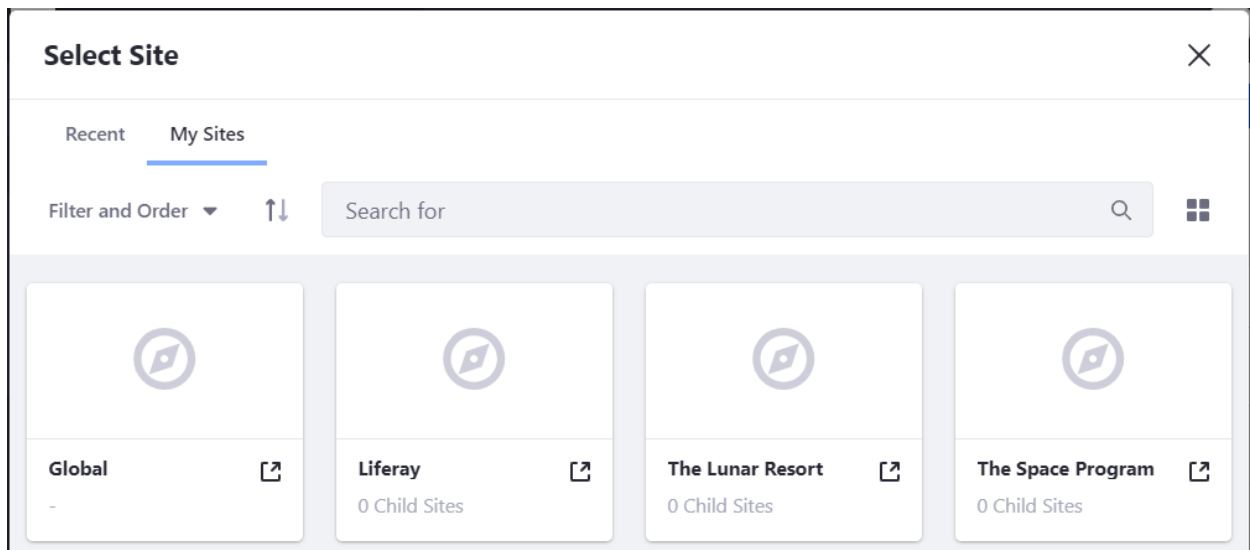 Select Site
Recent My Sites
Filter and Order Search for
Global Liferay The Lunar Resort The Space Program
- 0 Child Sites 0 Child Sites 0 Child Sites